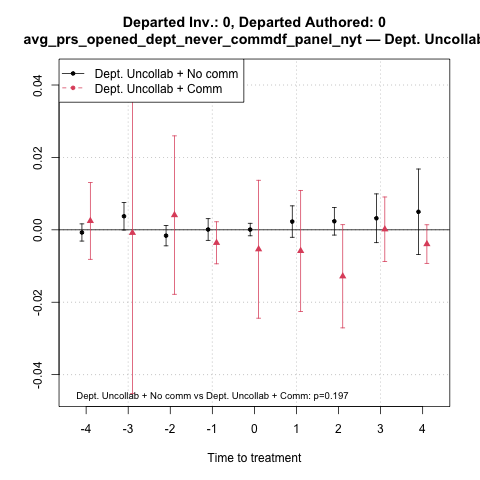 Departed Inv.: 0, Departed Authored: 0
avg_prs_opened_dept_never_commdf_panel_nyt — Dept. Uncollab
Dept. Uncollab + No comm
Dept. Uncollab + Comm
0.04
0.02
0.00
-0.02
-0.04
Dept. Uncollab + No comm vs Dept. Uncollab + Comm: p=0.197
-4 -3 -2 -1 0 1 2 3 4
Time to treatment